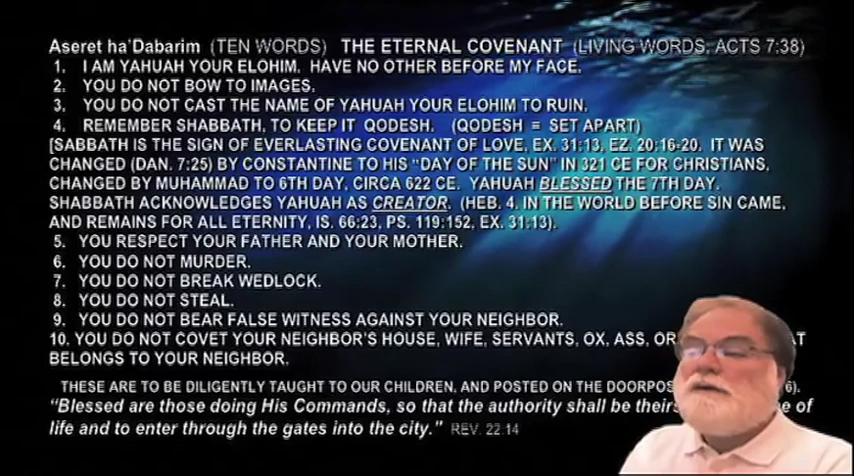 Aseret ha'Dabarim (TEN WORDS) THE ETERNAL COVENANT (LIVING WORDS, ACTS 7:38)
1. I AM YAHUAH YOUR ELOHIM. HAVE NO OTHER BEFORE MY FACE.
2. YOU DO NOT BOW TO IMAGES.
3. YOU DO NOT CAST THE NAME OF YAHUAH YOUR ELOHIM TO RUIN.
4. REMEMBER SHABBATH, TO KEEP IT QODESH. (QODESH = SET APART)
[SABBATH IS THE SIGN OF EVERLASTING COVENANT OF LOVE, EX. 31:13, EZ. 20:16-20. IT WAS
CHANGED (DAN. 7:25) BY CONSTANTINE TO HIS "DAY OF THE SUN" IN 321 CE FOR CHRISTIANS,
CHANGED BY MUHAMMAD TO 6TH DAY, CIRCA 622 CE. YAHUAH BLESSED THE 7TH DAY.
SHABBATH ACKNOWLEDGES YAHUAH AS CREATOR. (HEB. 4, IN THE WORLD BEFORE SIN CAME,
AND REMAINS FOR ALL ETERNITY, IS. 66:23, PS. 119:152, EX. 31:13).
5. YOU RESPECT YOUR FATHER AND YOUR MOTHER.
6. YOU DO NOT MURDER.
7. YOU DO NOT BREAK WEDLOCK.
8. YOU DO NOT STEAL.
9. YOU DO NOT BEAR FALSE WITNESS AGAINST YOUR NEIGHBOR.
10. YOU DO NOT COVET YOUR NEIGHBOR'S HOUSE, WIFE, SERVANTS, OX, ASS, OR AT
BELONGS TO YOUR NEIGHBOR.
THESE ARE TO BE DILIGENTLY TAUGHT TO OUR CHILDREN, AND POSTED ON THE 6).
"Blessed are those doing His Commands, so that the authority shall be of
life and to enter through the gates into the city." REV. 22:14